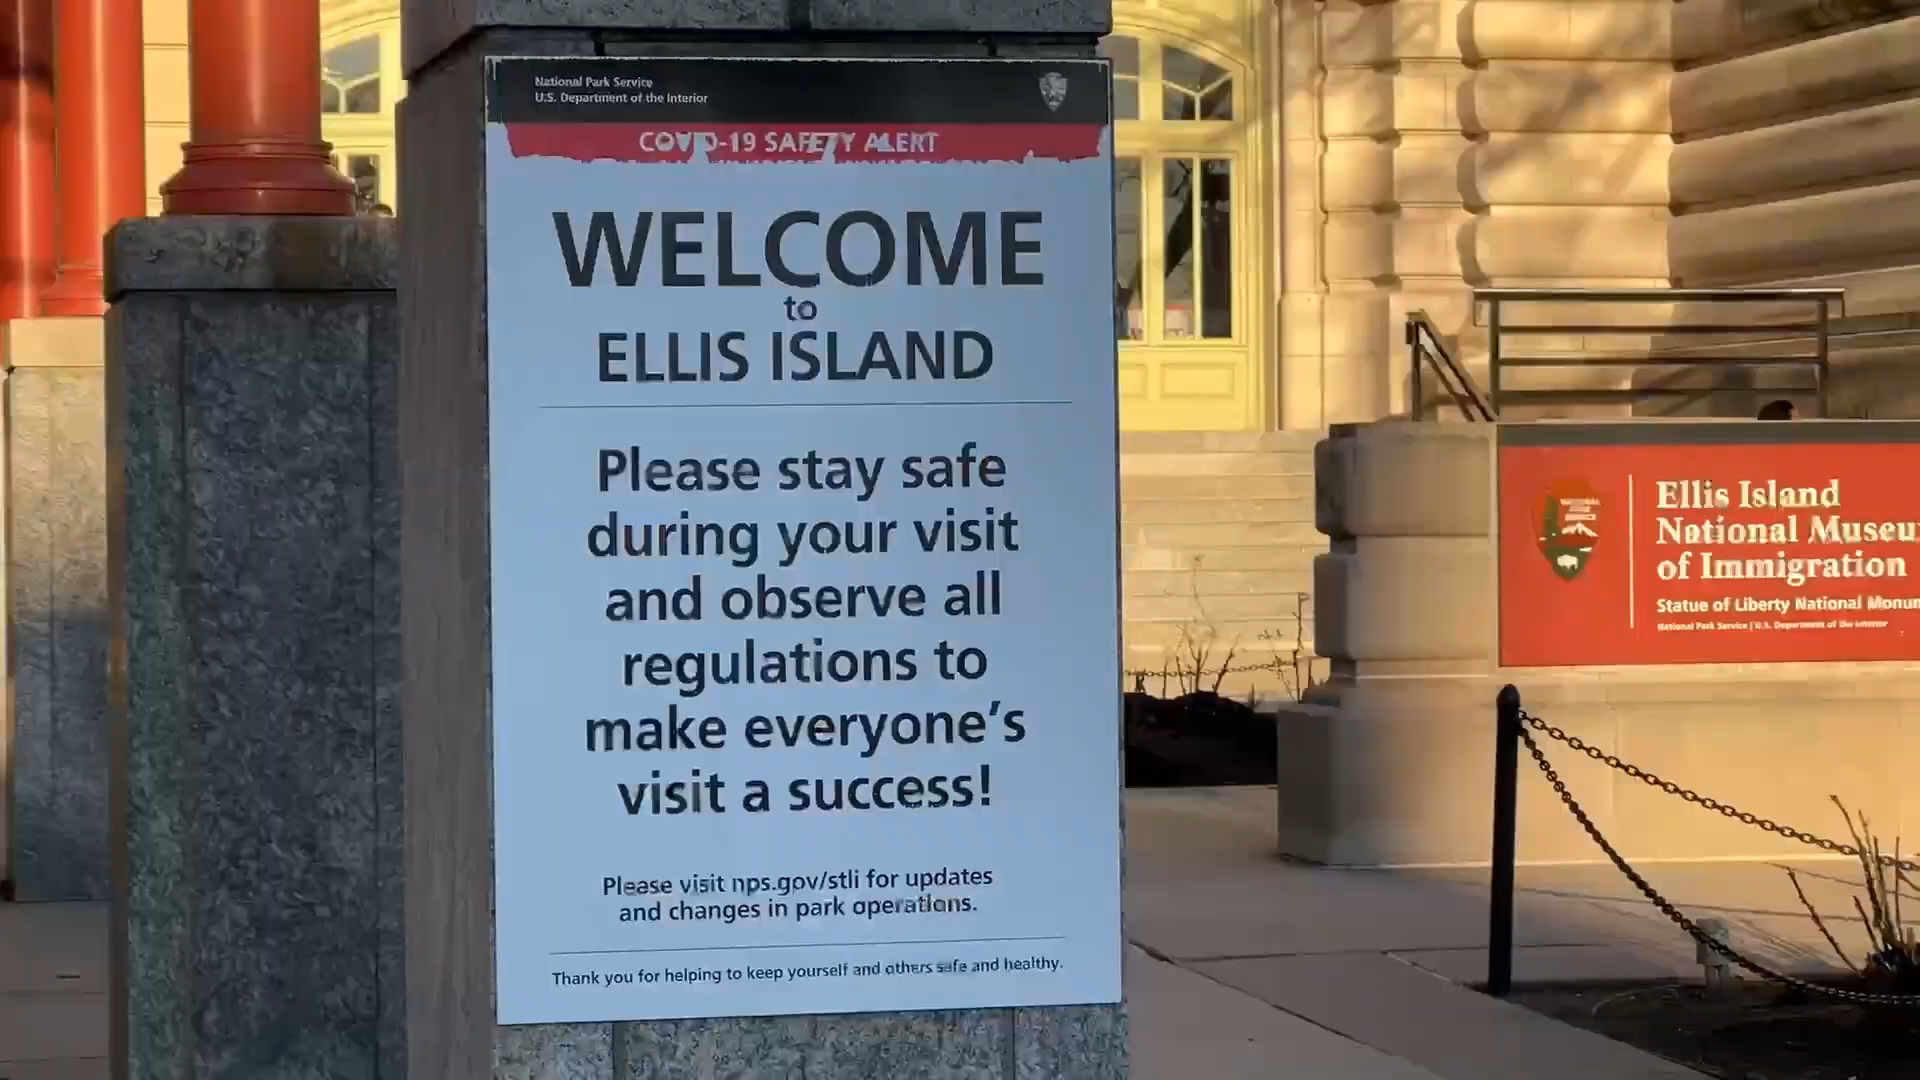 National Park Service
U.S. Department of the Interior
COVID-19 SAFETY ALERT
WELCOME
to
ELLIS ISLAND
Please stay safe
during your visit
and observe all
regulations to
make everyone's
visit a success!
Please visit nps.gov/stli for updates
and changes in park operations.
Thank you for helping to keep yourself and others safe and healthy.
Ellis Island
National Museu
of Immigration
Statue of Liberty National Monum
National Park Service | U.S. Department of the Interior